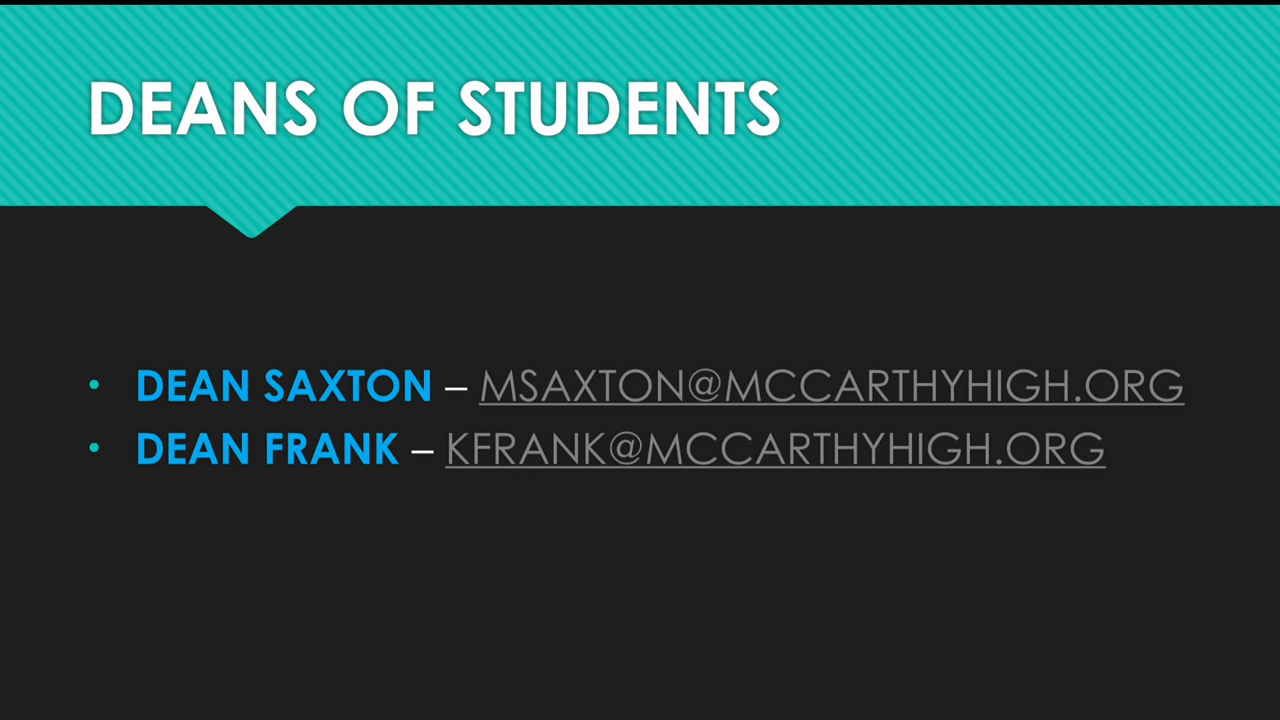 DEANS OF STUDENTS
• DEAN SAXTON – MSAXTON@MCCARTHYHIGH.ORG
• DEAN FRANK – KFRANK@MCCARTHYHIGH.ORG